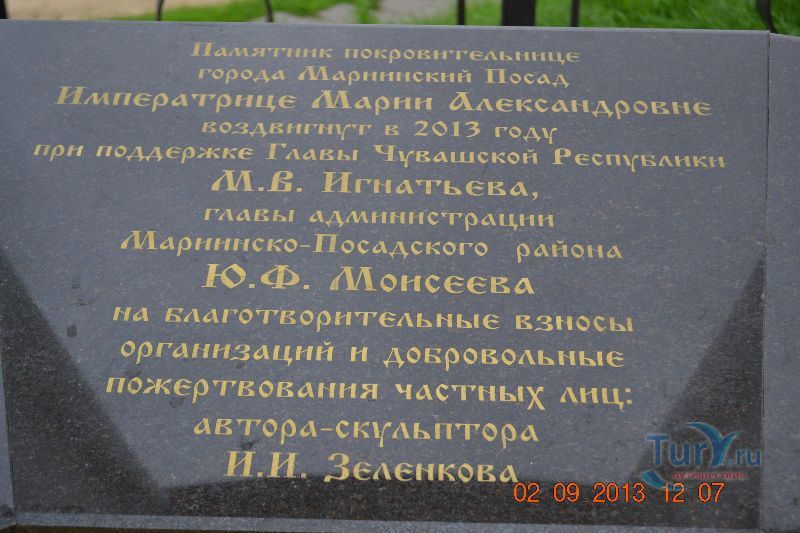 Памятник покровительнице
города Мариинский Посад
Императрице Марии Александровне
воздвигнут в 2013 году
при поддержке Главы Чувашской Республики
М.В. Игнатьева,
главы администрации
Мариинско-Посадского района
Ю.Ф. Моисеева
на благотворительные взносы
организаций и добровольные
пожертвования частных лиц:
автора-скульптора
И.И. Зеленкова
Tury.ru
путешествия
02.09.2013 12:07